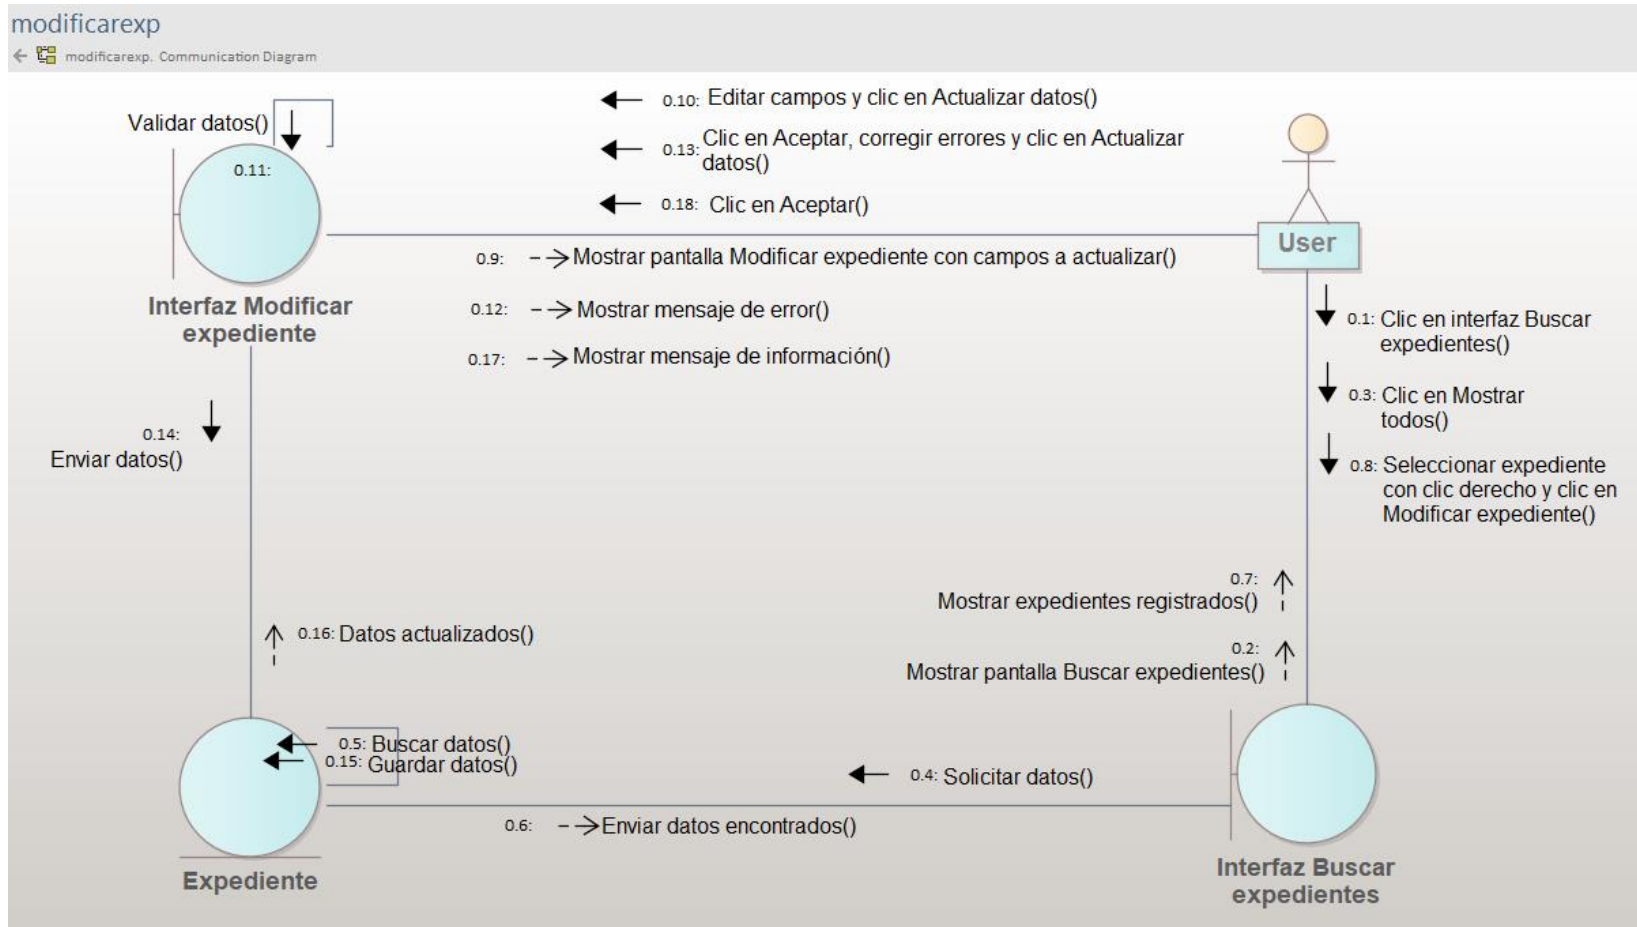 modificarexp
modificarexp. Communication Diagram
0.10: Editar campos y clic en Actualizar datos()
Validar datos()
0.13: Clic en Aceptar, corregir errores y clic en Actualizar
datos()
0.11:
0.18: Clic en Aceptar()
User
0.9: Mostrar pantalla Modificar expediente con campos a actualizar()
Interfaz Modificar
expediente
0.12: Mostrar mensaje de error()
0.17: Mostrar mensaje de información()
0.1: Clic en interfaz Buscar
expedientes()
0.3: Clic en Mostrar
todos()
0.14:
Enviar datos()
0.8: Seleccionar expediente
con clic derecho y clic en
Modificar expediente()
0.7:
Mostrar expedientes registrados()
0.16: Datos actualizados()
0.2:
Mostrar pantalla Buscar expedientes()
0.5: Buscar datos()
0.15: Guardar datos()
0.4: Solicitar datos()
0.6: Enviar datos encontrados()
Expediente
Interfaz Buscar
expedientes